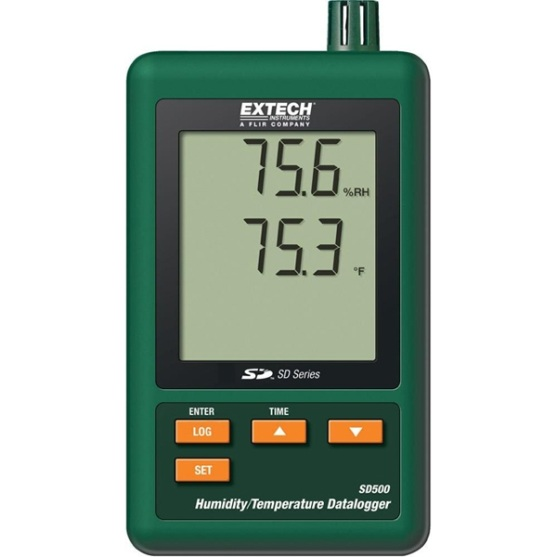 EXTECH
INSTRUMENTS
A FLIR COMPANY
75.6 %RH
75.3 °F
SD SD Series
ENTER TIME
LOG ▲ ▼
SET
SD500
Humidity/Temperature Datalogger